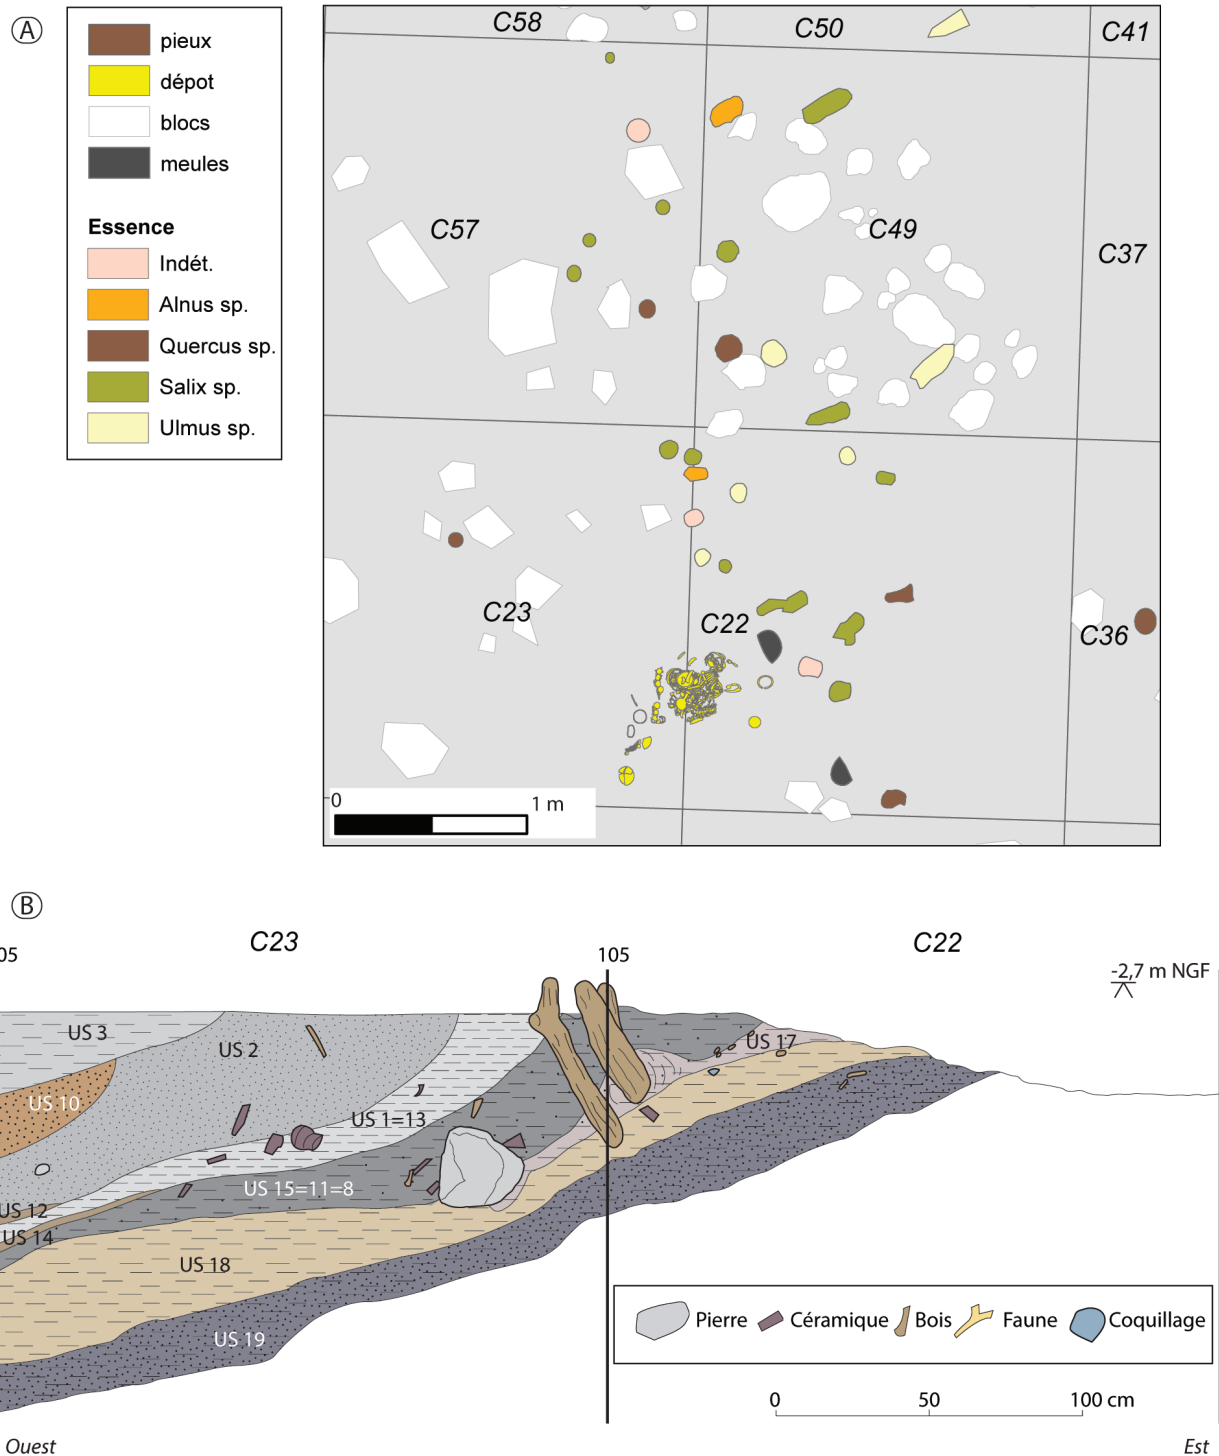 A
pieux
dépot
blocs
meules
Essence
Indét.
Alnus sp.
Quercus sp.
Salix sp.
Ulmus sp.
C58
C50
C41
C57
C49
C37
C23
C22
C36
0
1 m
B
C23
C22
05
105
-2,7 m NGF
US 3
US 2
US 17
US 10
US 1=13
US 15=11=8
US 12
US 14
US 18
US 19
Pierre
Céramique
Bois
Faune
Coquillage
0
50
100 cm
Ouest
Est